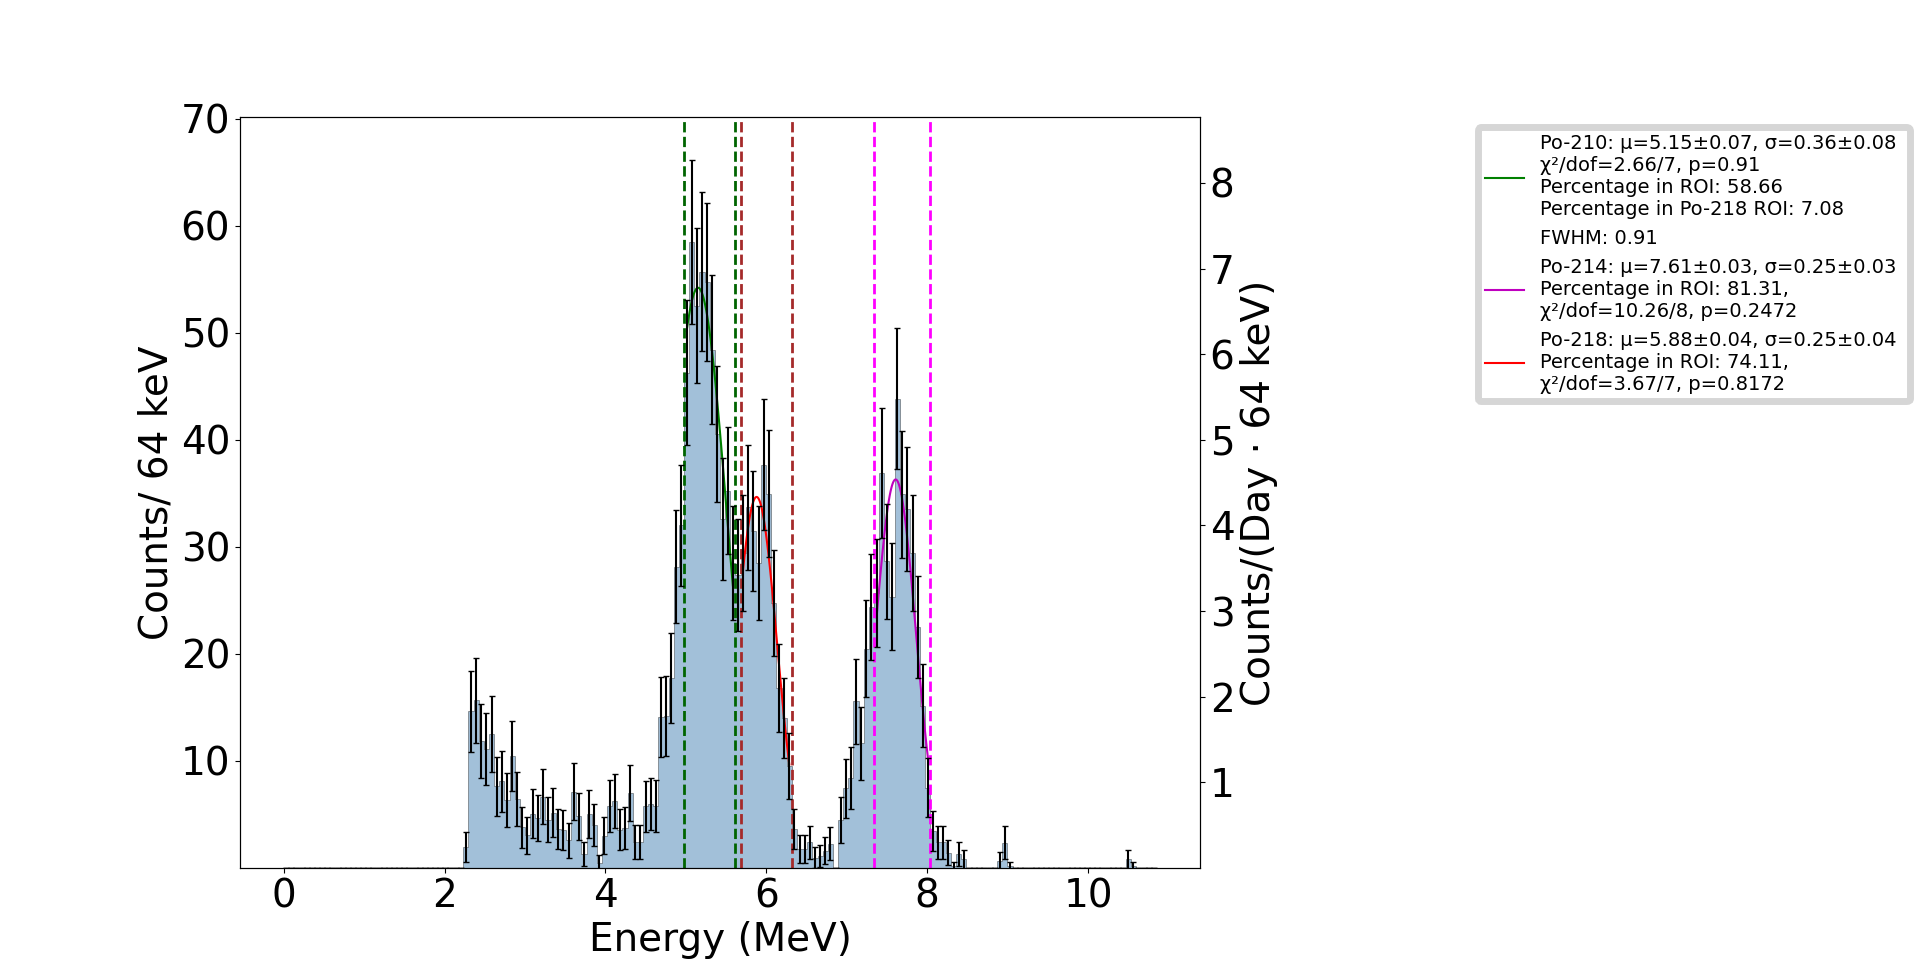 70
60
50
40
30
20
10
Counts/ 64 keV
0 2 4 6 8 10
Energy (MeV)
8
7
6
5
4
3
2
1
Counts/(Day · 64 keV)
Po-210: μ=5.15±0.07, σ=0.36±0.08
χ²/dof=2.66/7, p=0.91
Percentage in ROI: 58.66
Percentage in Po-218 ROI: 7.08
FWHM: 0.91
Po-214: μ=7.61±0.03, σ=0.25±0.03
Percentage in ROI: 81.31,
χ²/dof=10.26/8, p=0.2472
Po-218: μ=5.88±0.04, σ=0.25±0.04
Percentage in ROI: 74.11,
χ²/dof=3.67/7, p=0.8172